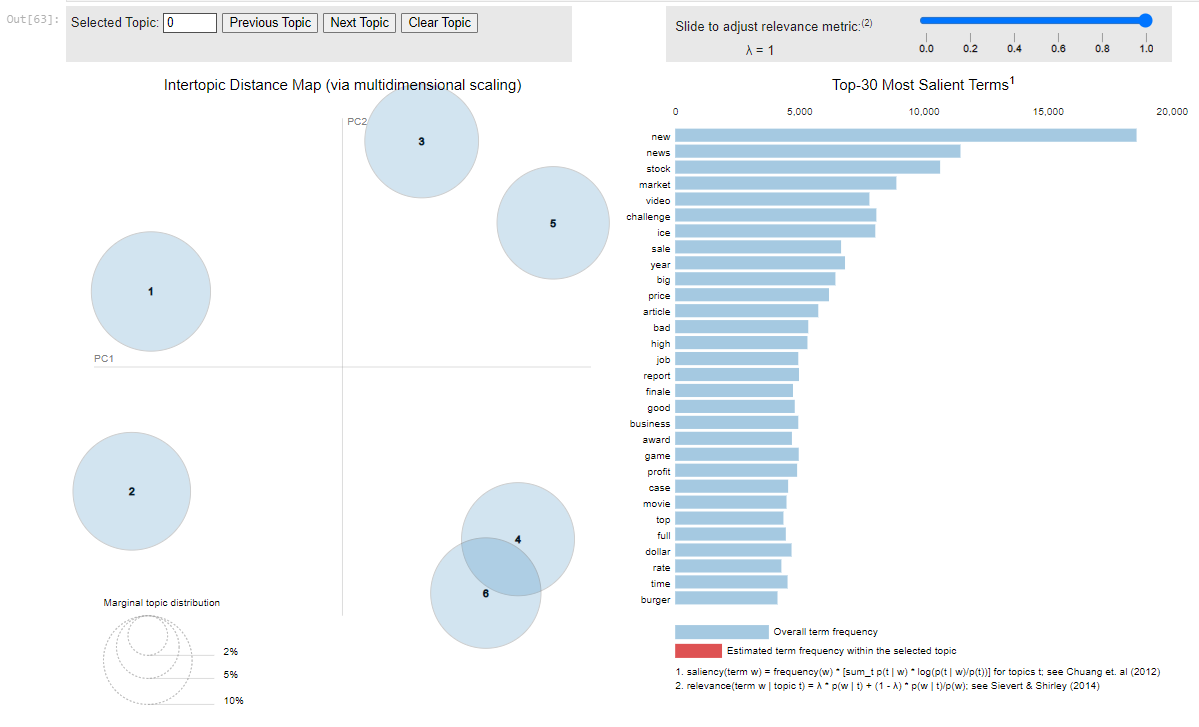 Out[63]:
Selected Topic: 0 Previous Topic Next Topic Clear Topic
Slide to adjust relevance metric:(2)
λ = 1
0.0 0.2 0.4 0.6 0.8 1.0
Intertopic Distance Map (via multidimensional scaling)
PC2
PC1
3
5
1
2
4
6
Marginal topic distribution
2%
5%
10%
Top-30 Most Salient Terms1
0 5,000 10,000 15,000 20,000
new
news
stock
market
video
challenge
ice
sale
year
big
price
article
bad
high
job
report
finale
good
business
award
game
profit
case
movie
top
full
dollar
rate
time
burger
Overall term frequency
Estimated term frequency within the selected topic
1. saliency(term w) = frequency(w) * [sum_t p(t | w) * log(p(t | w)/p(t))] for topics t; see Chuang et. al (2012)
2. relevance(term w | topic t) = λ * p(w | t) + (1 - λ) * p(w | t)/p(w); see Sievert & Shirley (2014)